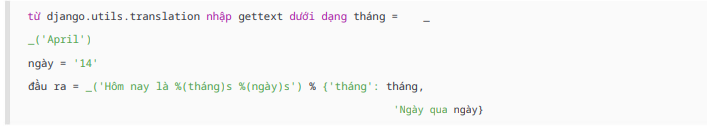 từ django.utils.translation nhập gettext dưới dạng tháng = _
_('April')
ngày = '14'
đầu ra = _('Hôm nay là %(tháng)s %(ngày)s') % {'tháng': tháng,
'Ngày qua ngày}